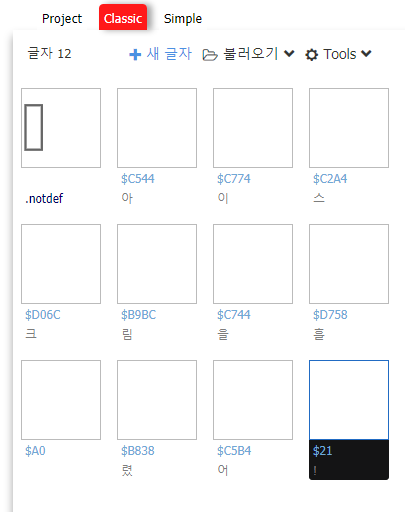 Project Classic Simple
글자 12 새 글자 불러오기 Tools
$C544 $C774 $C2A4
.notdef 아 이 스
$D06C $B9BC $C744 $D758
크 림 을 흘
$A0 $B838 $C5B4 $21
렸 어 !